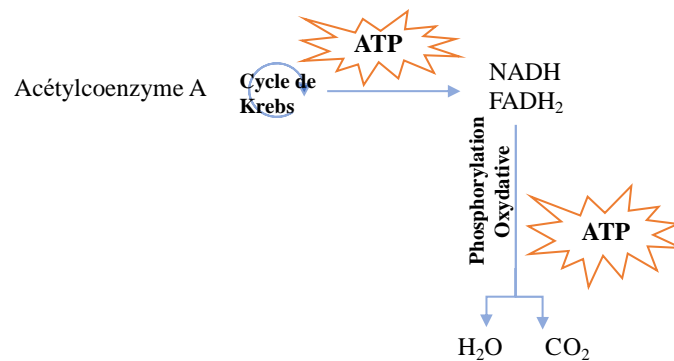 ATP
Acétylcoenzyme A
Cycle de
Krebs
NADH
FADH₂
Phosphorylation
Oxydative
ATP
H₂O
CO₂